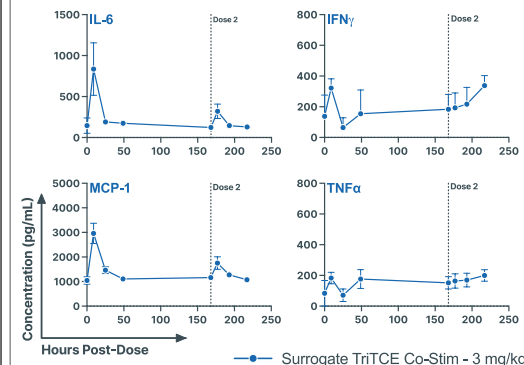 IL-6
Dose 2
1500
1000
500
0
0 50 100 150 200 250
IFNγ
Dose 2
800
600
400
200
0
0 50 100 150 200 250
MCP-1
Dose 2
5000
4000
3000
2000
1000
0
0 50 100 150 200 250
TNFα
Dose 2
800
600
400
200
0
0 50 100 150 200 250
Concentration (pg/mL)
Hours Post-Dose
Surrogate TriTCE Co-Stim - 3 mg/kg